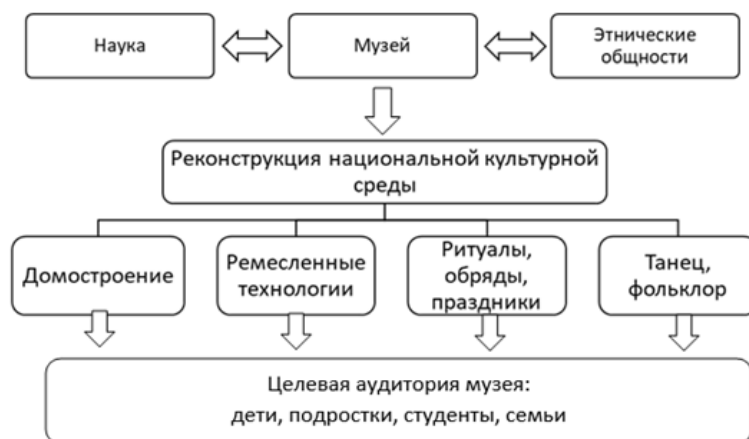 Наука
Музей
Этнические
общности
Реконструкция национальной культурной
среды
Домостроение
Ремесленные
технологии
Ритуалы,
обряды,
праздники
Танец,
фольклор
Целевая аудитория музея:
дети, подростки, студенты, семьи